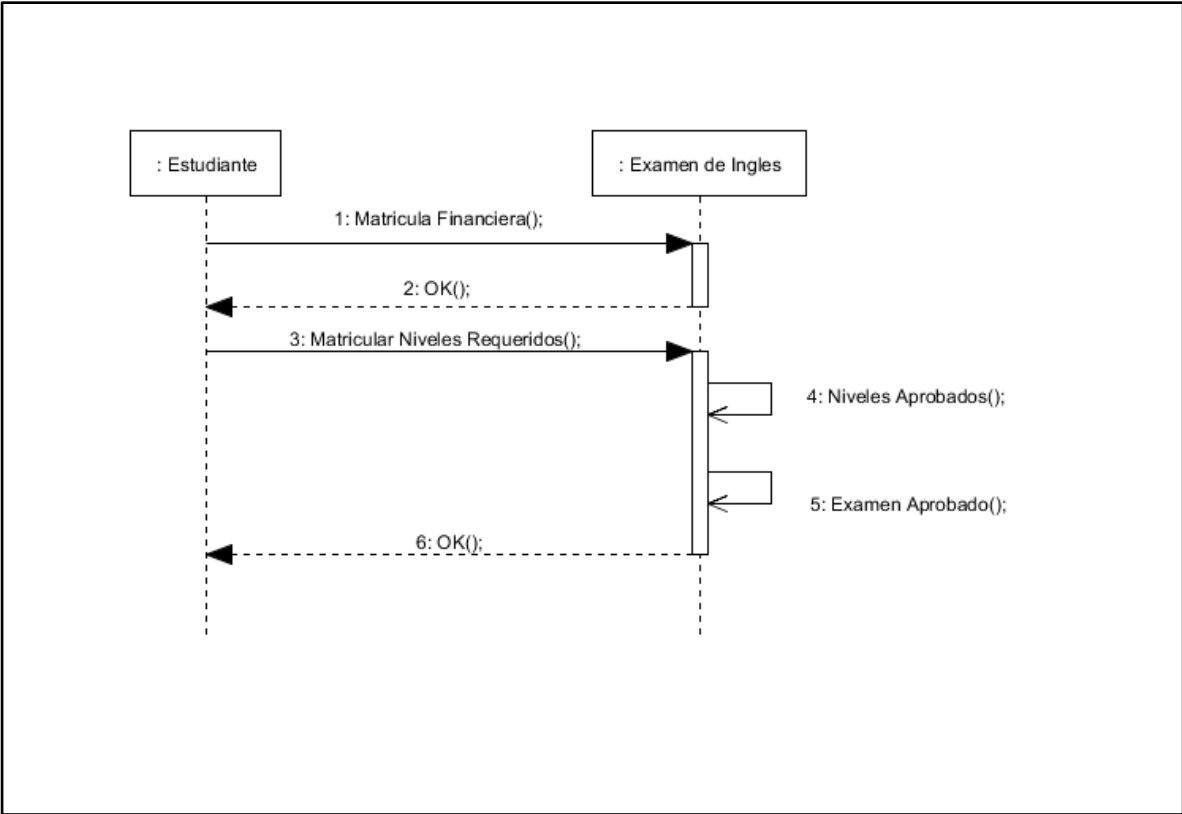 : Estudiante
: Examen de Ingles
1: Matricula Financiera();
2: OK();
3: Matricular Niveles Requeridos();
4: Niveles Aprobados();
5: Examen Aprobado();
6: OK();